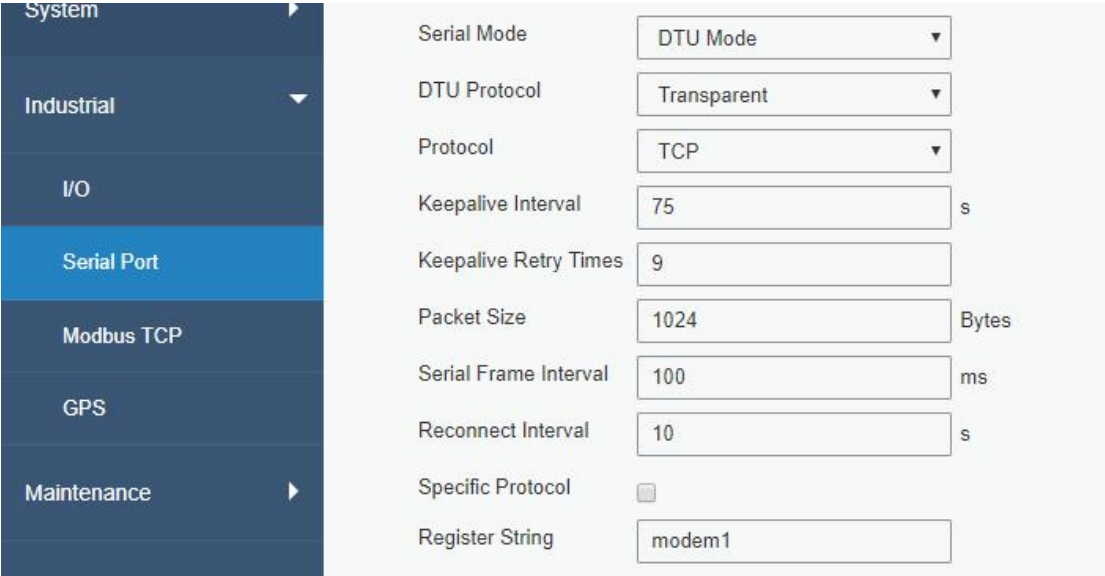 System
Industrial
I/O
Serial Port
Modbus TCP
GPS
Maintenance
Serial Mode DTU Mode
DTU Protocol Transparent
Protocol TCP
Keepalive Interval 75 s
Keepalive Retry Times 9
Packet Size 1024 Bytes
Serial Frame Interval 100 ms
Reconnect Interval 10 s
Specific Protocol
Register String modem1